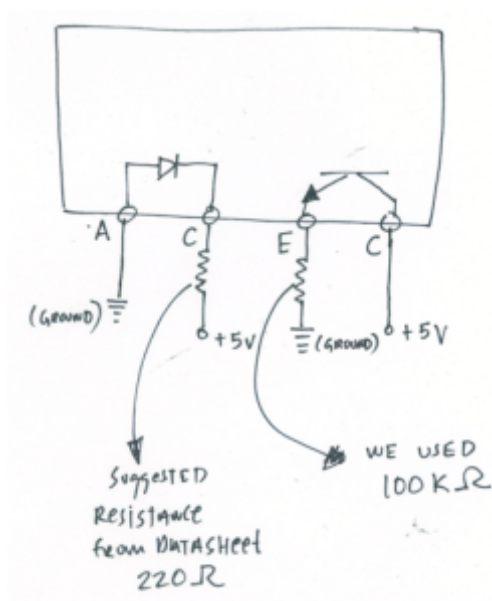 A
C
E
C
(GROUND)
+5V
(GROUND)
+5V
SuggesTED
ResisTANCE
from DATASHeeT
220Ω
WE USED
100KΩ